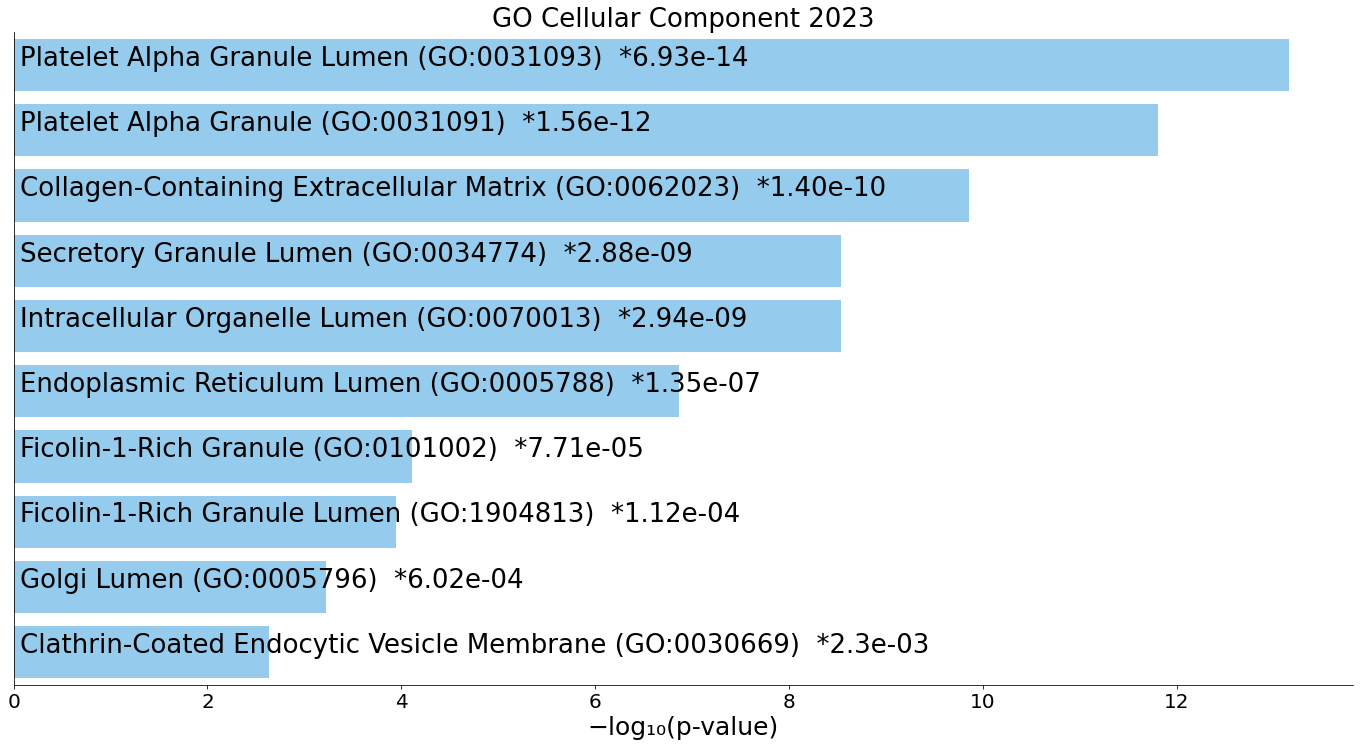 GO Cellular Component 2023
Platelet Alpha Granule Lumen (GO:0031093)  *6.93e-14
Platelet Alpha Granule (GO:0031091)  *1.56e-12
Collagen-Containing Extracellular Matrix (GO:0062023)  *1.40e-10
Secretory Granule Lumen (GO:0034774)  *2.88e-09
Intracellular Organelle Lumen (GO:0070013)  *2.94e-09
Endoplasmic Reticulum Lumen (GO:0005788)  *1.35e-07
Ficolin-1-Rich Granule (GO:0101002)  *7.71e-05
Ficolin-1-Rich Granule Lumen (GO:1904813)  *1.12e-04
Golgi Lumen (GO:0005796)  *6.02e-04
Clathrin-Coated Endocytic Vesicle Membrane (GO:0030669)  *2.3e-03
0 2 4 6 8 10 12
−log₁₀(p-value)